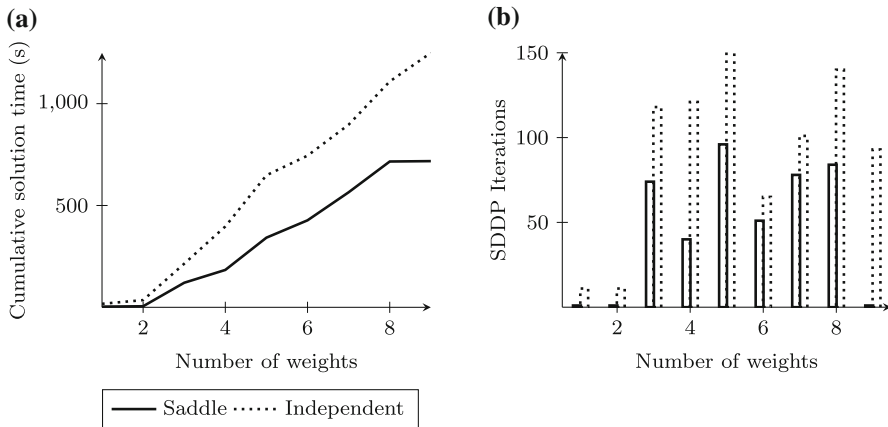 (a)
Cumulative solution time (s)
1,000
500
2 4 6 8
Number of weights
Saddle Independent
(b)
SDDP Iterations
150
100
50
2 4 6 8
Number of weights